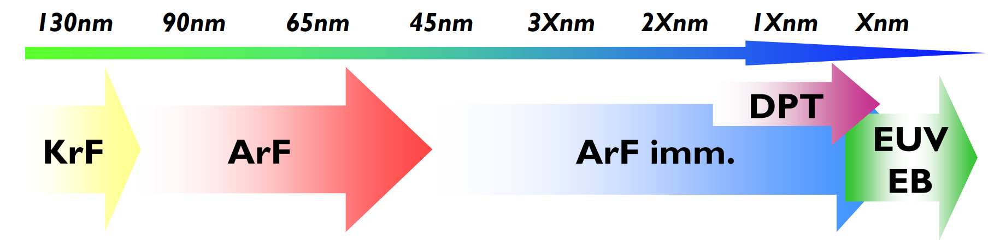 130nm 90nm 65nm 45nm 3Xnm 2Xnm 1Xnm Xnm
DPT
KrF ArF ArF imm. EUV
EB